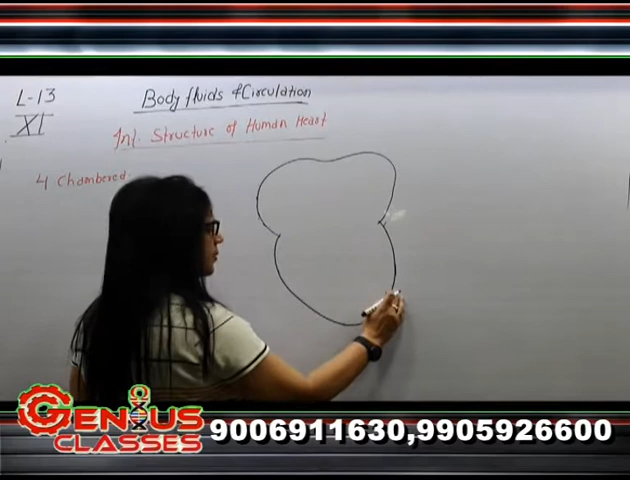 L-13
XI
Body fluids & Circulation
Int. Structure of Human Heart
4 Chambered.
GENIUS
CLASSES
9006911630,9905926600